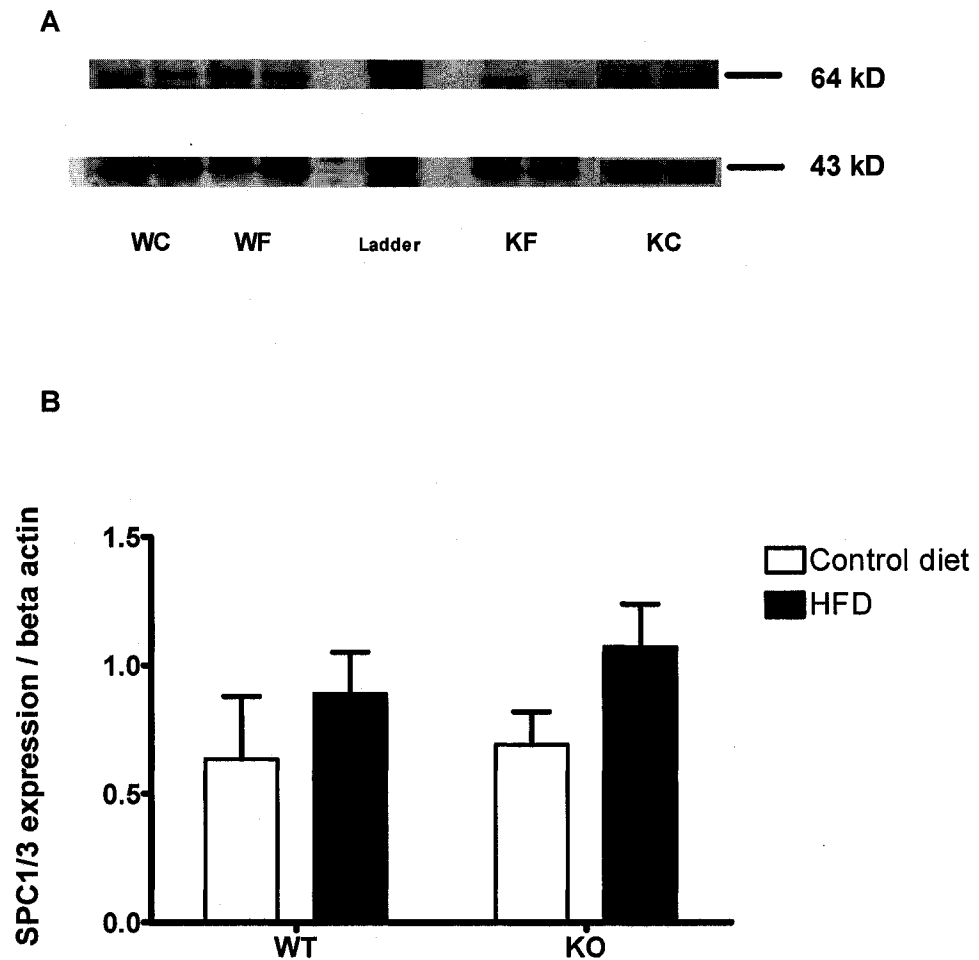 A
64 kD
43 kD
WC WF Ladder KF KC
B
SPC1/3 expression / beta actin
1.5
1.0
0.5
0.0
WT KO
Control diet
HFD